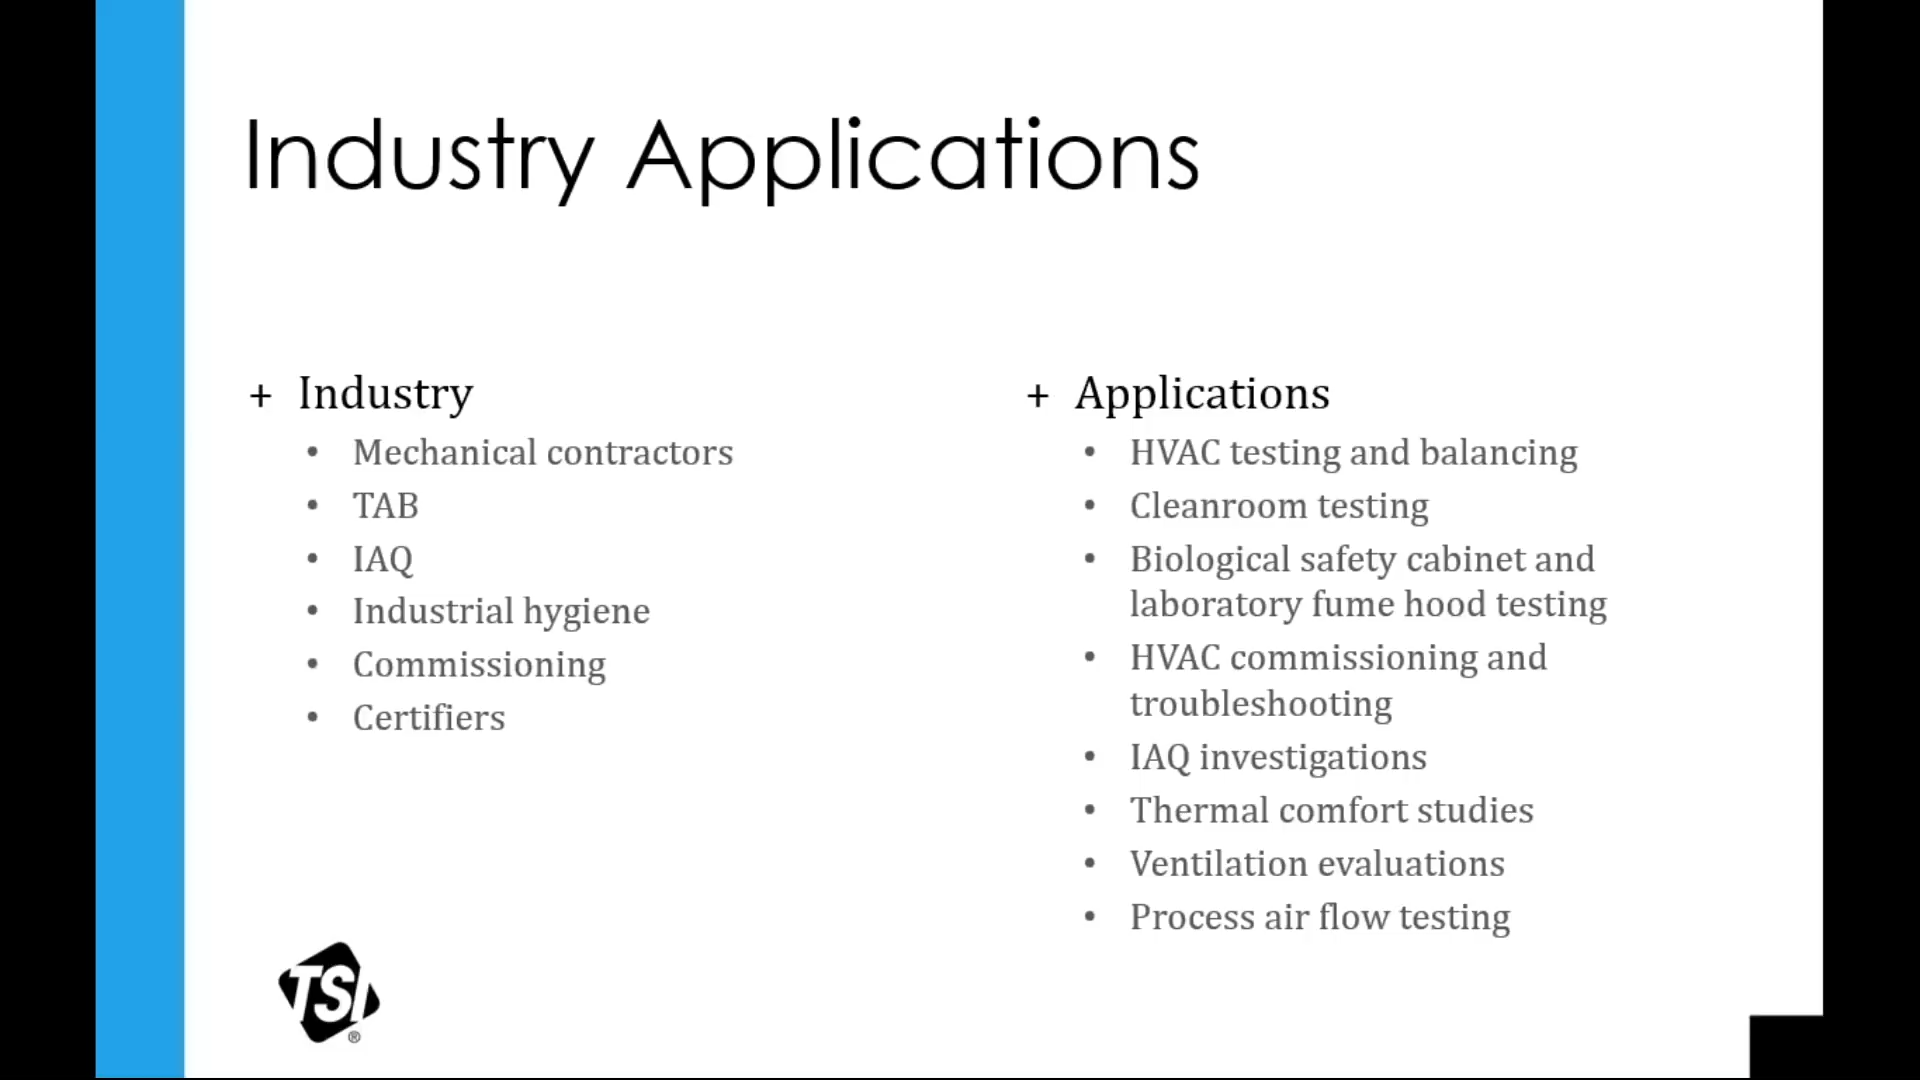 Industry Applications
+ Industry
• Mechanical contractors
• TAB
• IAQ
• Industrial hygiene
• Commissioning
• Certifiers
+ Applications
• HVAC testing and balancing
• Cleanroom testing
• Biological safety cabinet and
laboratory fume hood testing
• HVAC commissioning and
troubleshooting
• IAQ investigations
• Thermal comfort studies
• Ventilation evaluations
• Process air flow testing
TSI
®